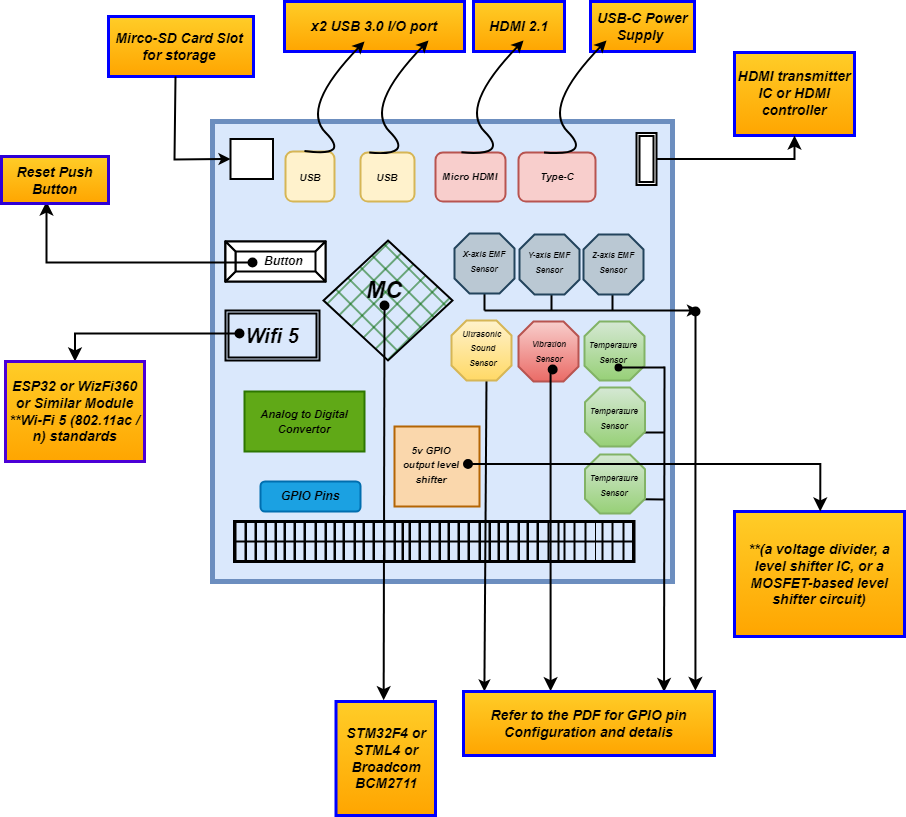 x2 USB 3.0 I/O port
HDMI 2.1
USB-C Power
Supply
Mirco-SD Card Slot
for storage
HDMI transmitter
IC or HDMI
controller
Reset Push
Button
USB
USB
Micro HDMI
Type-C
Button
MC
X-axis EMF
Sensor
Y-axis EMF
Sensor
Z-axis EMF
Sensor
Wifi 5
Ultrasonic
Sound
Sensor
Vibration
Sensor
Temperature
Sensor
ESP32 or WizFi360
or Similar Module
**Wi-Fi 5 (802.11ac /
n) standards
Analog to Digital
Convertor
Temperature
Sensor
5v GPIO
output level
shifter
Temperature
Sensor
GPIO Pins
**(a voltage divider, a
level shifter IC, or a
MOSFET-based level
shifter circuit)
STM32F4 or
STML4 or
Broadcom
BCM2711
Refer to the PDF for GPIO pin
Configuration and detalis